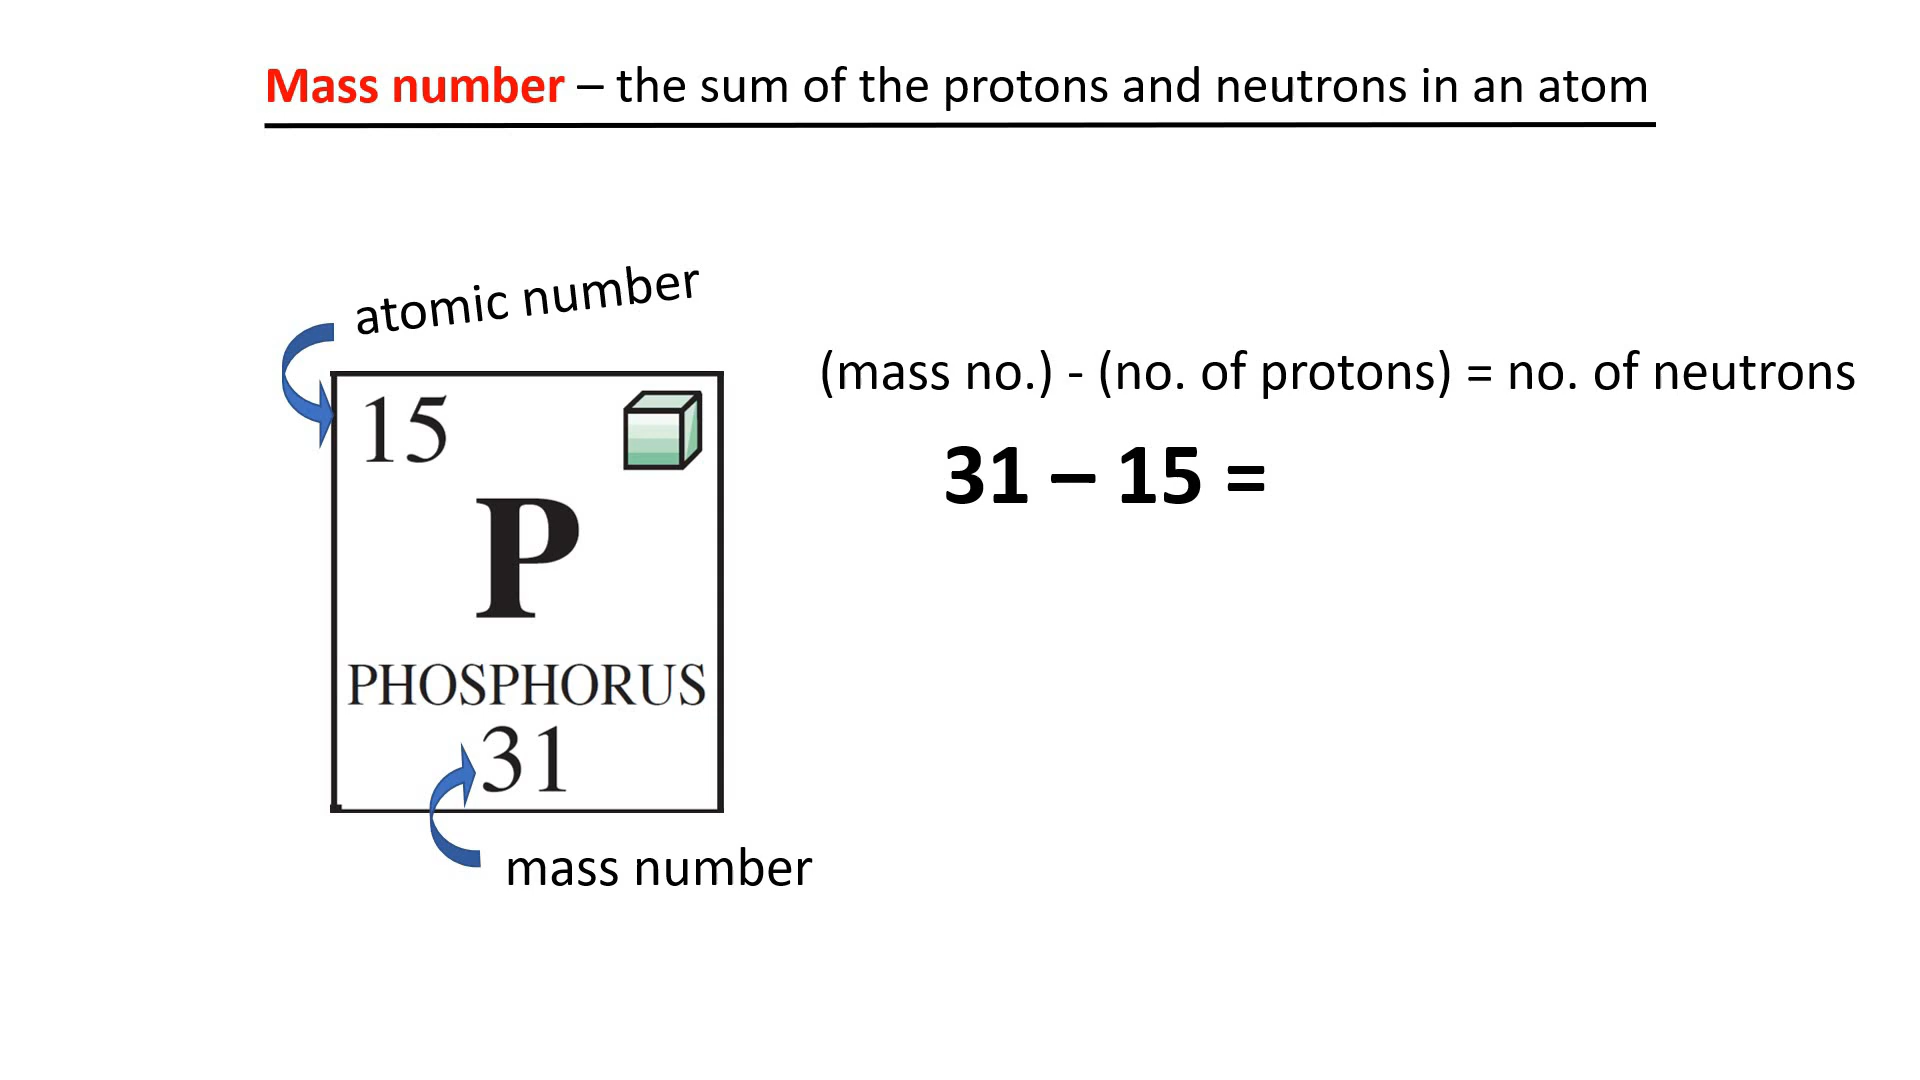 Mass number – the sum of the protons and neutrons in an atom
atomic number
15
P
PHOSPHORUS
31
mass number
(mass no.) - (no. of protons) = no. of neutrons
31 – 15 =